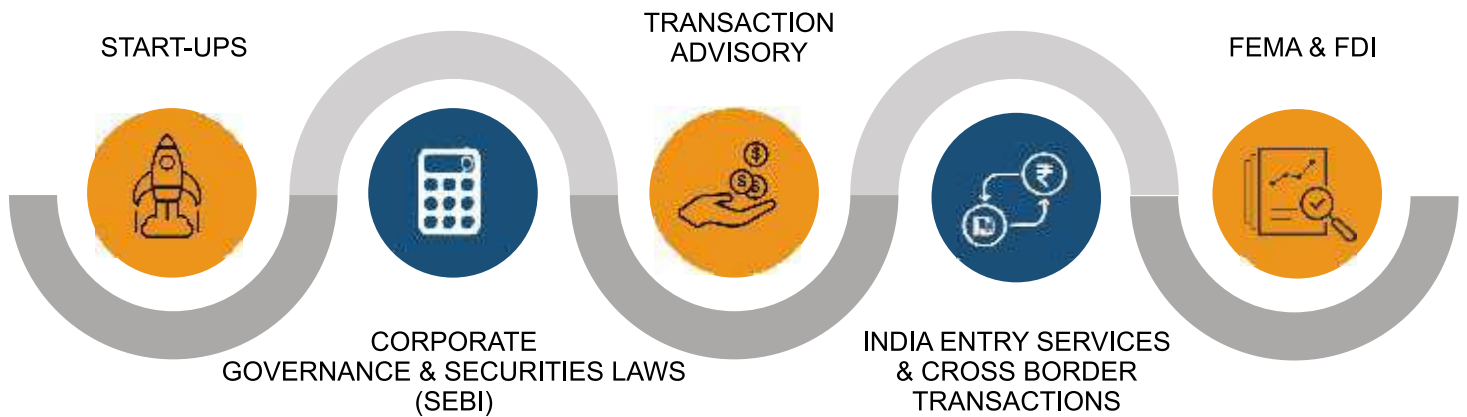 START-UPS
CORPORATE
GOVERNANCE & SECURITIES LAWS
(SEBI)
TRANSACTION
ADVISORY
INDIA ENTRY SERVICES
& CROSS BORDER
TRANSACTIONS
FEMA & FDI
$
$
$
₹